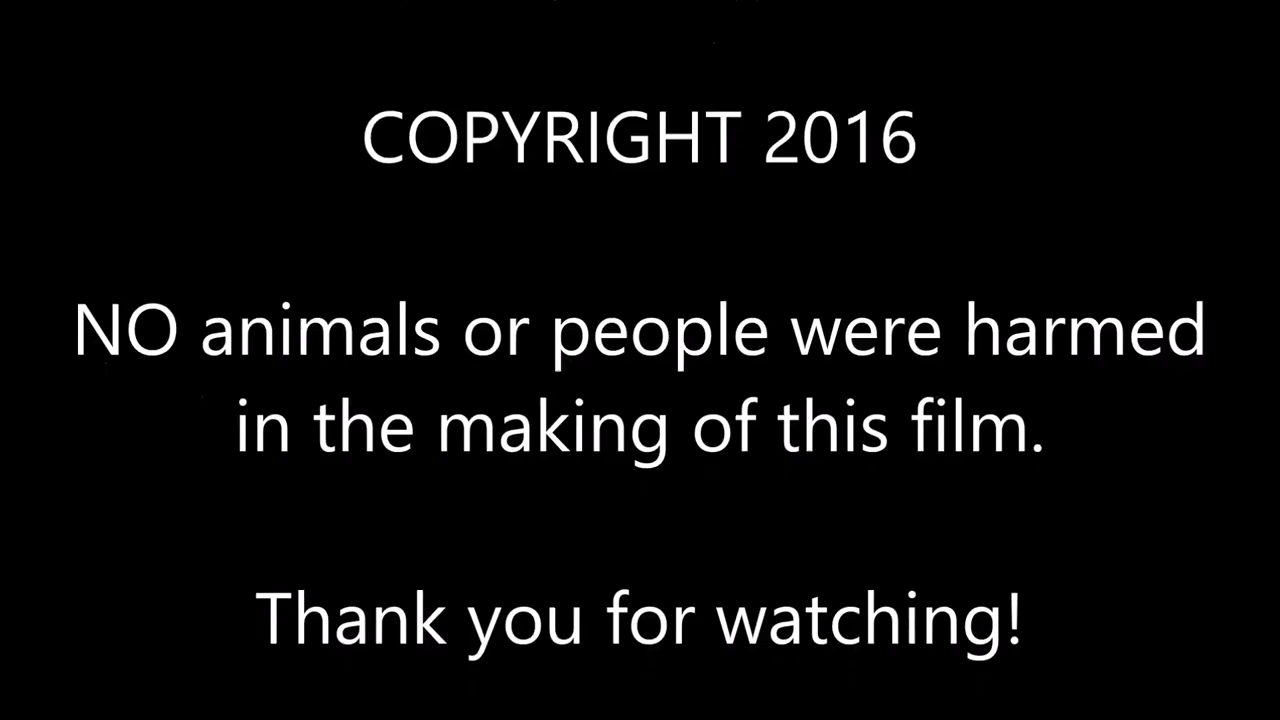 COPYRIGHT 2016
NO animals or people were harmed
in the making of this film.
Thank you for watching!